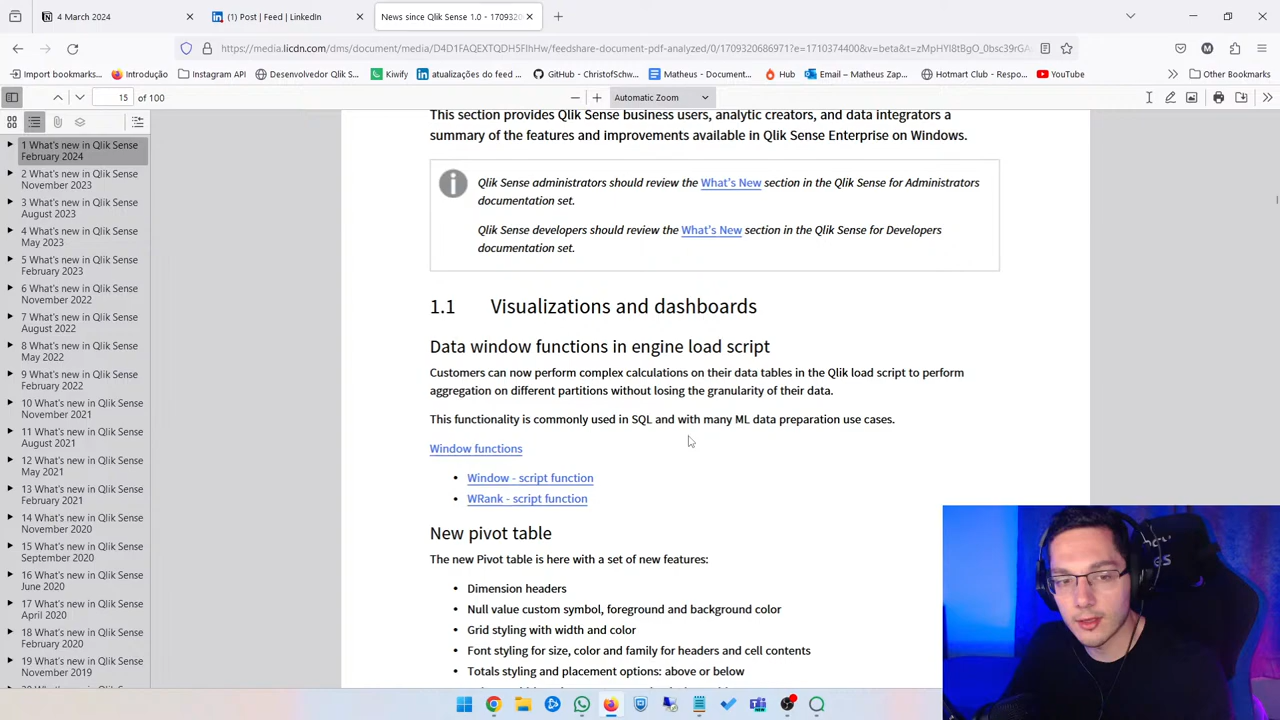 4 March 2024
(1) Post | Feed | LinkedIn
News since Qlik Sense 1.0 - 1709320
https://media.licdn.com/dms/document/media/D4D1FAQEXTQDH5FlhHw/feedshare-document-pdf-analyzed/0/1709320686971?e=1710374400&v=beta&t=zMpHYI8tBgO_0bsc39rGA
Import bookmarks...
Introdução
Instagram API
Desenvolvedor Qlik S...
Kiwify
atualizações do feed ...
GitHub - ChristofSchw...
Matheus - Document...
Hub
Email – Matheus Zap...
Hotmart Club - Respo...
YouTube
Other Bookmarks
15 of 100
Automatic Zoom
1 What's new in Qlik Sense
February 2024
2 What's new in Qlik Sense
November 2023
3 What's new in Qlik Sense
August 2023
4 What's new in Qlik Sense
May 2023
5 What's new in Qlik Sense
February 2023
6 What's new in Qlik Sense
November 2022
7 What's new in Qlik Sense
August 2022
8 What's new in Qlik Sense
May 2022
9 What's new in Qlik Sense
February 2022
10 What's new in Qlik Sense
November 2021
11 What's new in Qlik Sense
August 2021
12 What's new in Qlik Sense
May 2021
13 What's new in Qlik Sense
February 2021
14 What's new in Qlik Sense
November 2020
15 What's new in Qlik Sense
September 2020
16 What's new in Qlik Sense
June 2020
17 What's new in Qlik Sense
April 2020
18 What's new in Qlik Sense
February 2020
19 What's new in Qlik Sense
November 2019
This section provides Qlik Sense business users, analytic creators, and data integrators a
summary of the features and improvements available in Qlik Sense Enterprise on Windows.
Qlik Sense administrators should review the What's New section in the Qlik Sense for Administrators
documentation set.
Qlik Sense developers should review the What's New section in the Qlik Sense for Developers
documentation set.
1.1 Visualizations and dashboards
Data window functions in engine load script
Customers can now perform complex calculations on their data tables in the Qlik load script to perform
aggregation on different partitions without losing the granularity of their data.
This functionality is commonly used in SQL and with many ML data preparation use cases.
Window functions
• Window - script function
• WRank - script function
New pivot table
The new Pivot table is here with a set of new features:
• Dimension headers
• Null value custom symbol, foreground and background color
• Grid styling with width and color
• Font styling for size, color and family for headers and cell contents
• Totals styling and placement options: above or below